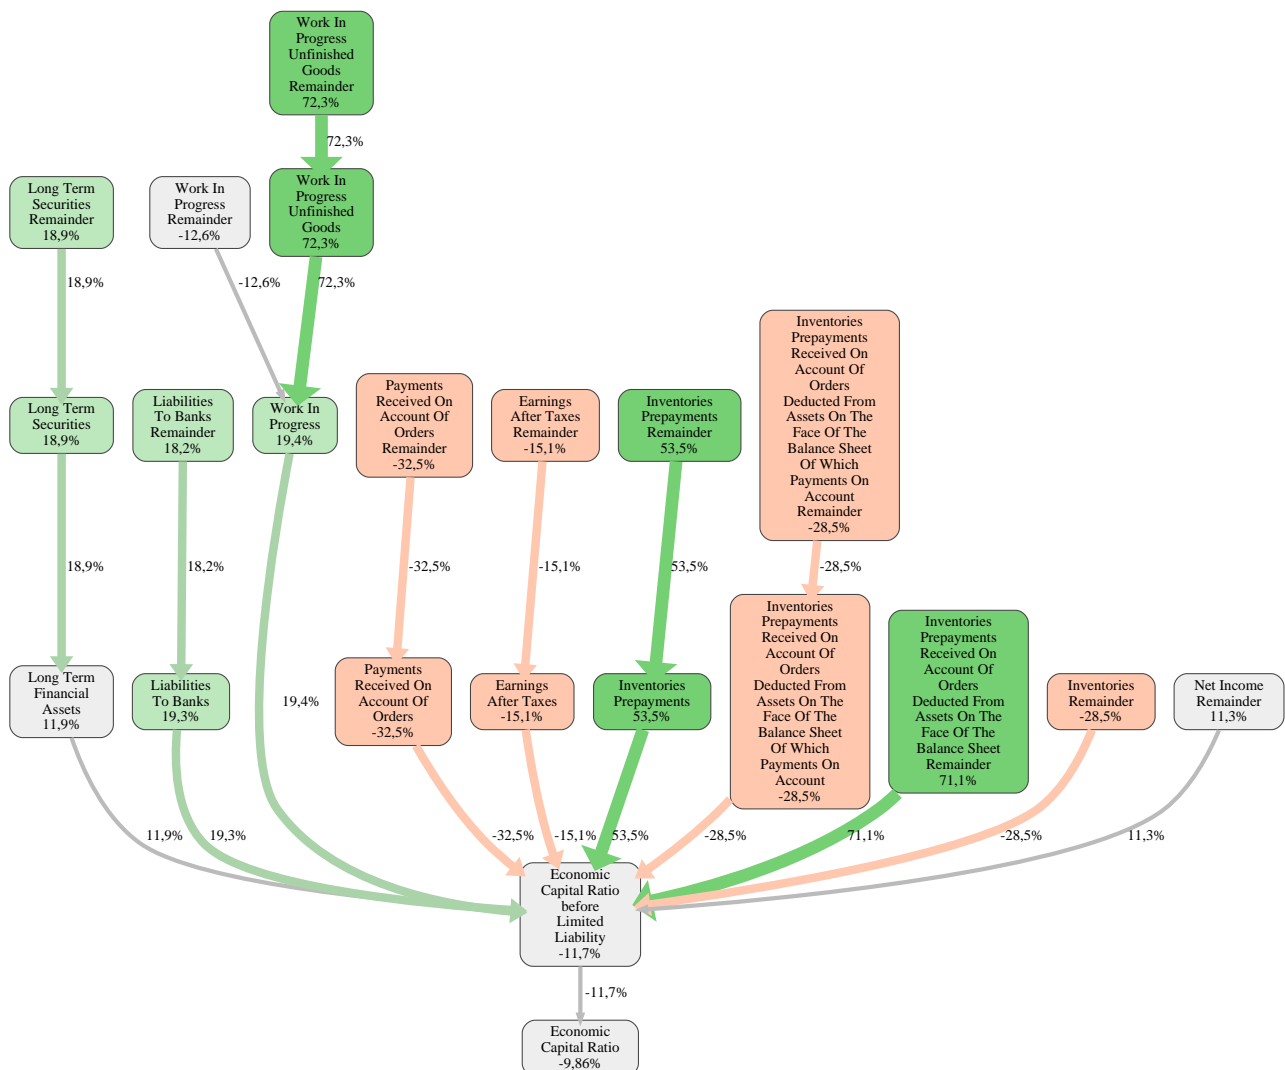 Work In
Progress
Unfinished
Goods
Remainder
72,3%
72,3%
Long Term
Securities
Remainder
18,9%
Work In
Progress
Remainder
-12,6%
Work In
Progress
Unfinished
Goods
72,3%
18,9%
-12,6%
72,3%
Long Term
Securities
18,9%
Liabilities
To Banks
Remainder
18,2%
Work In
Progress
19,4%
Payments
Received On
Account Of
Orders
Remainder
-32,5%
Earnings
After Taxes
Remainder
-15,1%
Inventories
Prepayments
Remainder
53,5%
Inventories
Prepayments
Received On
Account Of
Orders
Deducted From
Assets On The
Face Of The
Balance Sheet
Of Which
Payments On
Account
Remainder
-28,5%
18,9%
18,2%
-32,5%
-15,1%
53,5%
-28,5%
Long Term
Financial
Assets
11,9%
Liabilities
To Banks
19,3%
19,4%
Payments
Received On
Account Of
Orders
-32,5%
Earnings
After Taxes
-15,1%
Inventories
Prepayments
53,5%
Inventories
Prepayments
Received On
Account Of
Orders
Deducted From
Assets On The
Face Of The
Balance Sheet
Of Which
Payments On
Account
-28,5%
Inventories
Prepayments
Received On
Account Of
Orders
Deducted From
Assets On The
Face Of The
Balance Sheet
Remainder
71,1%
Inventories
Remainder
-28,5%
Net Income
Remainder
11,3%
11,9%
19,3%
-32,5%
-15,1%
53,5%
-28,5%
71,1%
-28,5%
11,3%
Economic
Capital Ratio
before
Limited
Liability
-11,7%
-11,7%
Economic
Capital Ratio
-9,86%